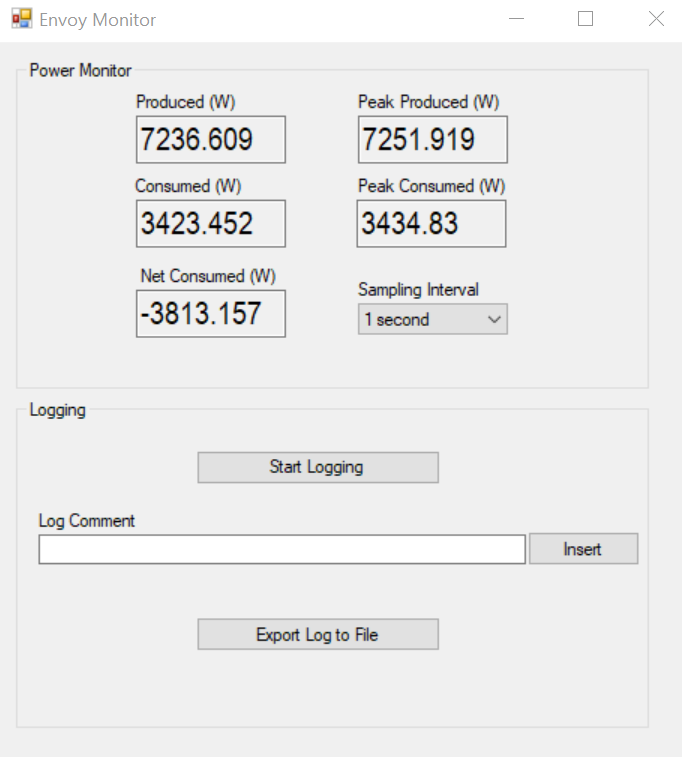 Envoy Monitor
Power Monitor
Produced (W)
7236.609
Peak Produced (W)
7251.919
Consumed (W)
3423.452
Peak Consumed (W)
3434.83
Net Consumed (W)
-3813.157
Sampling Interval
1 second
Logging
Start Logging
Log Comment
Insert
Export Log to File